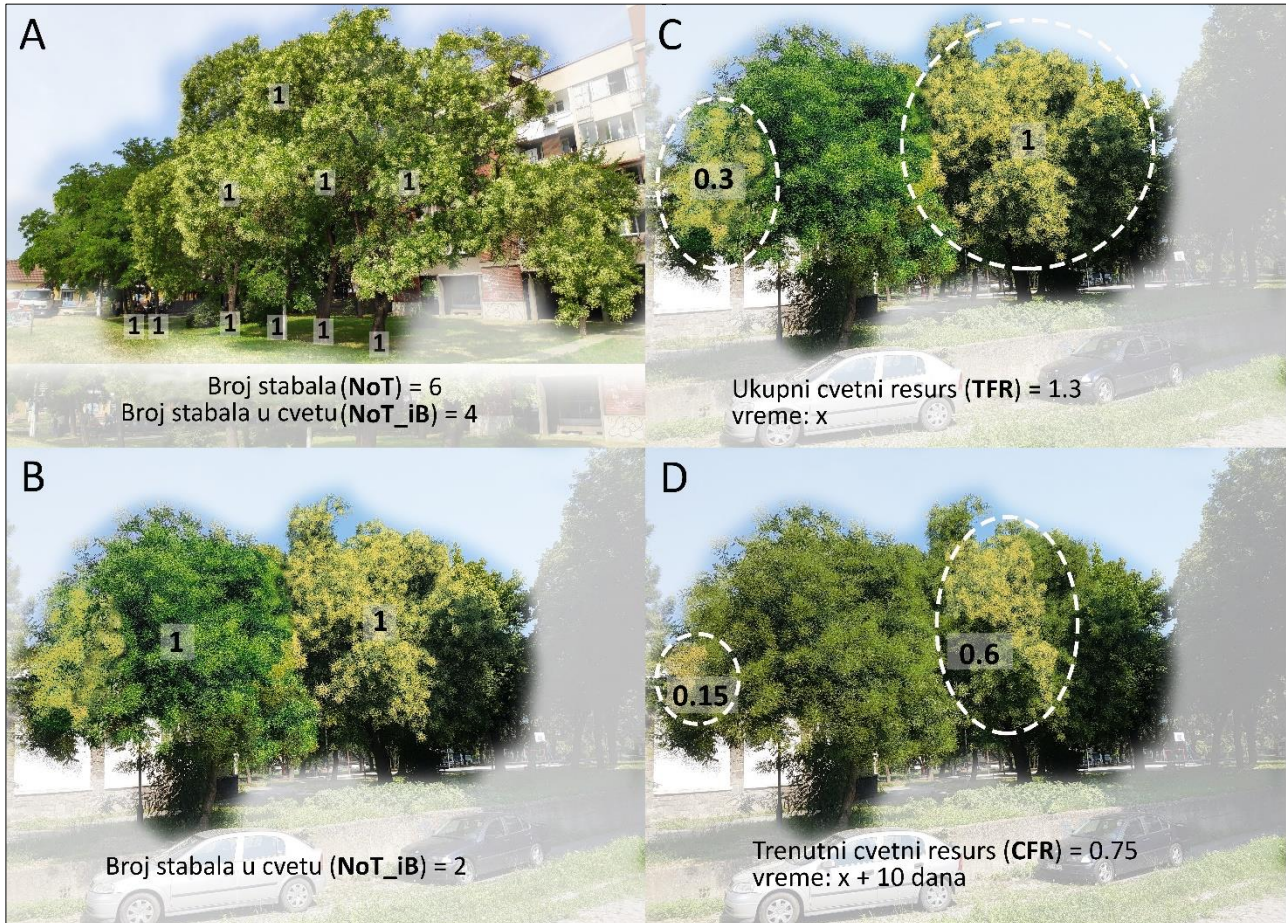 A
1
1
1
1
1
1
1
1
1
1
Broj stabala (NoT) = 6
Broj stabala u cvetu (NoT_iB) = 4
B
1
1
Broj stabala u cvetu (NoT_iB) = 2
C
0.3
1
Ukupni cvetni resurs (TFR) = 1.3
vreme: x
D
0.15
0.6
Trenutni cvetni resurs (CFR) = 0.75
vreme: x + 10 dana